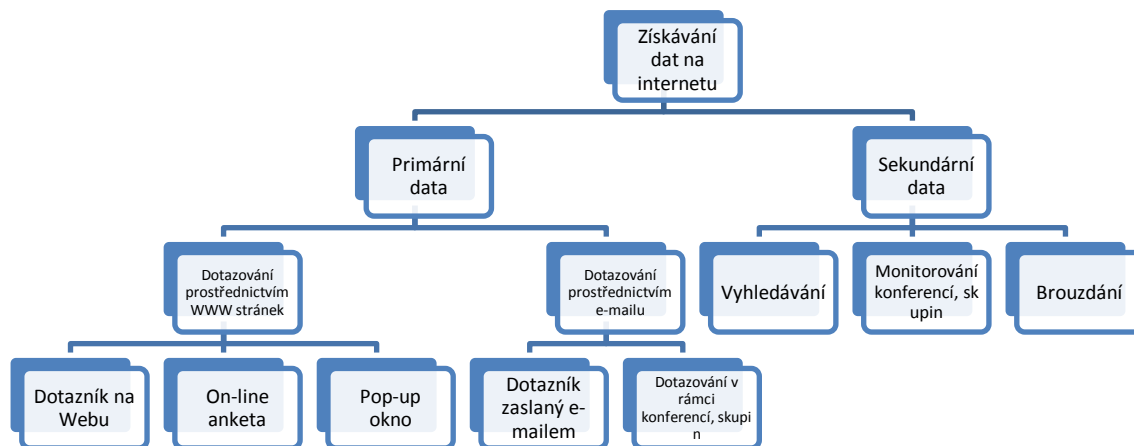 Získávání
dat na
internetu
Primární
data
Sekundární
data
Dotazování
prostřednictvím
WWW stránek
Dotazování
prostřednictvím
e-mailu
Vyhledávání
Monitorování
konferencí, sk
upin
Brouzdání
Dotazník na
Webu
On-line
anketa
Pop-up
okno
Dotazník
zaslaný e-
mailem
Dotazování v
rámci
konferencí, skupi
n